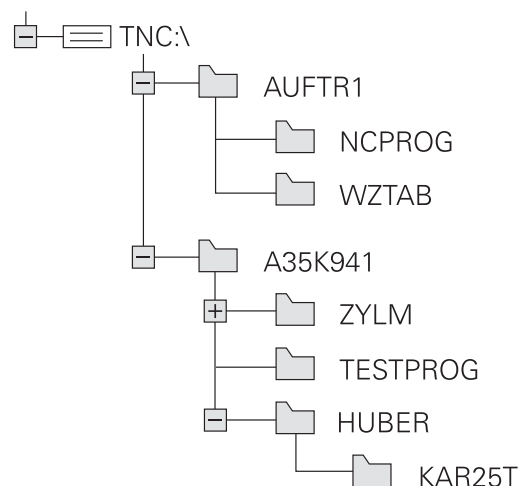 TNC:\
AUFTR1
NCPROG
WZTAB
A35K941
ZYLM
TESTPROG
HUBER
KAR25T